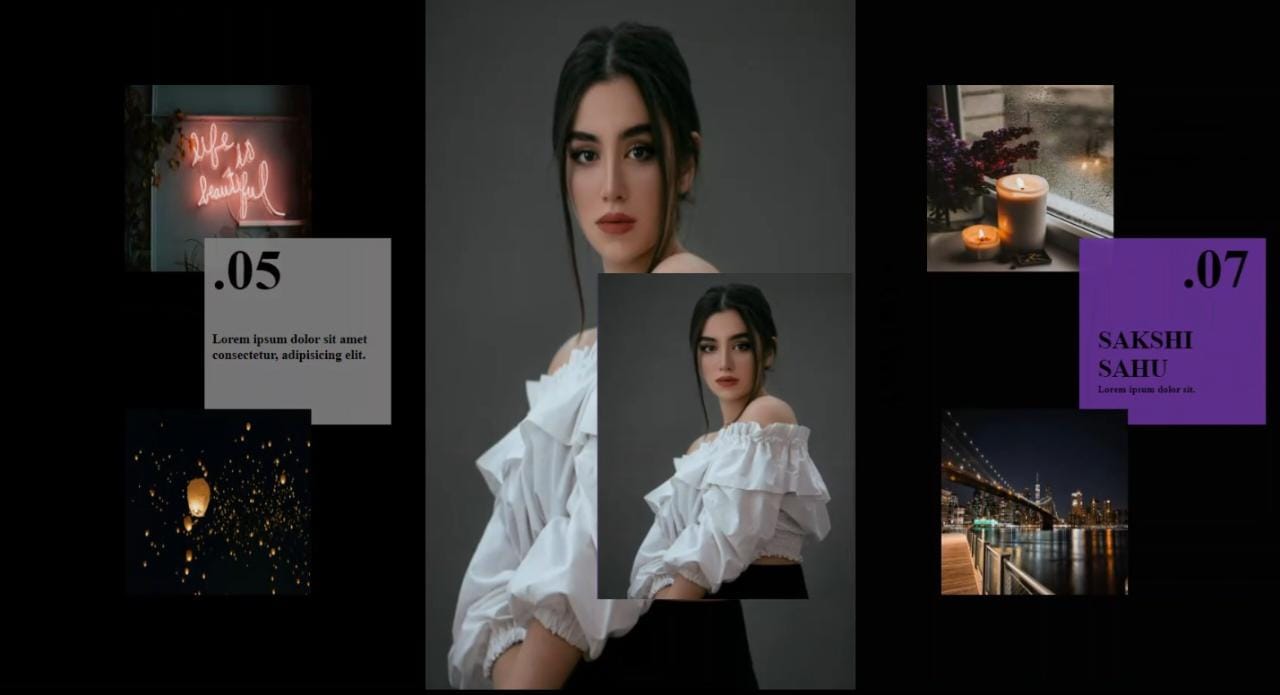 life is
beautiful
.05
Lorem ipsum dolor sit amet
consectetur, adipisicing elit.
.07
SAKSHI
SAHU
Lorem ipsum dolor sit.